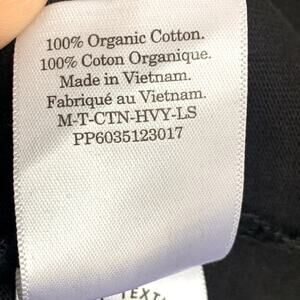 100% Organic Cotton.
100% Coton Organique.
Made in Vietnam.
Fabriqué au Vietnam.
M-T-CTN-HVY-LS
PP6035123017